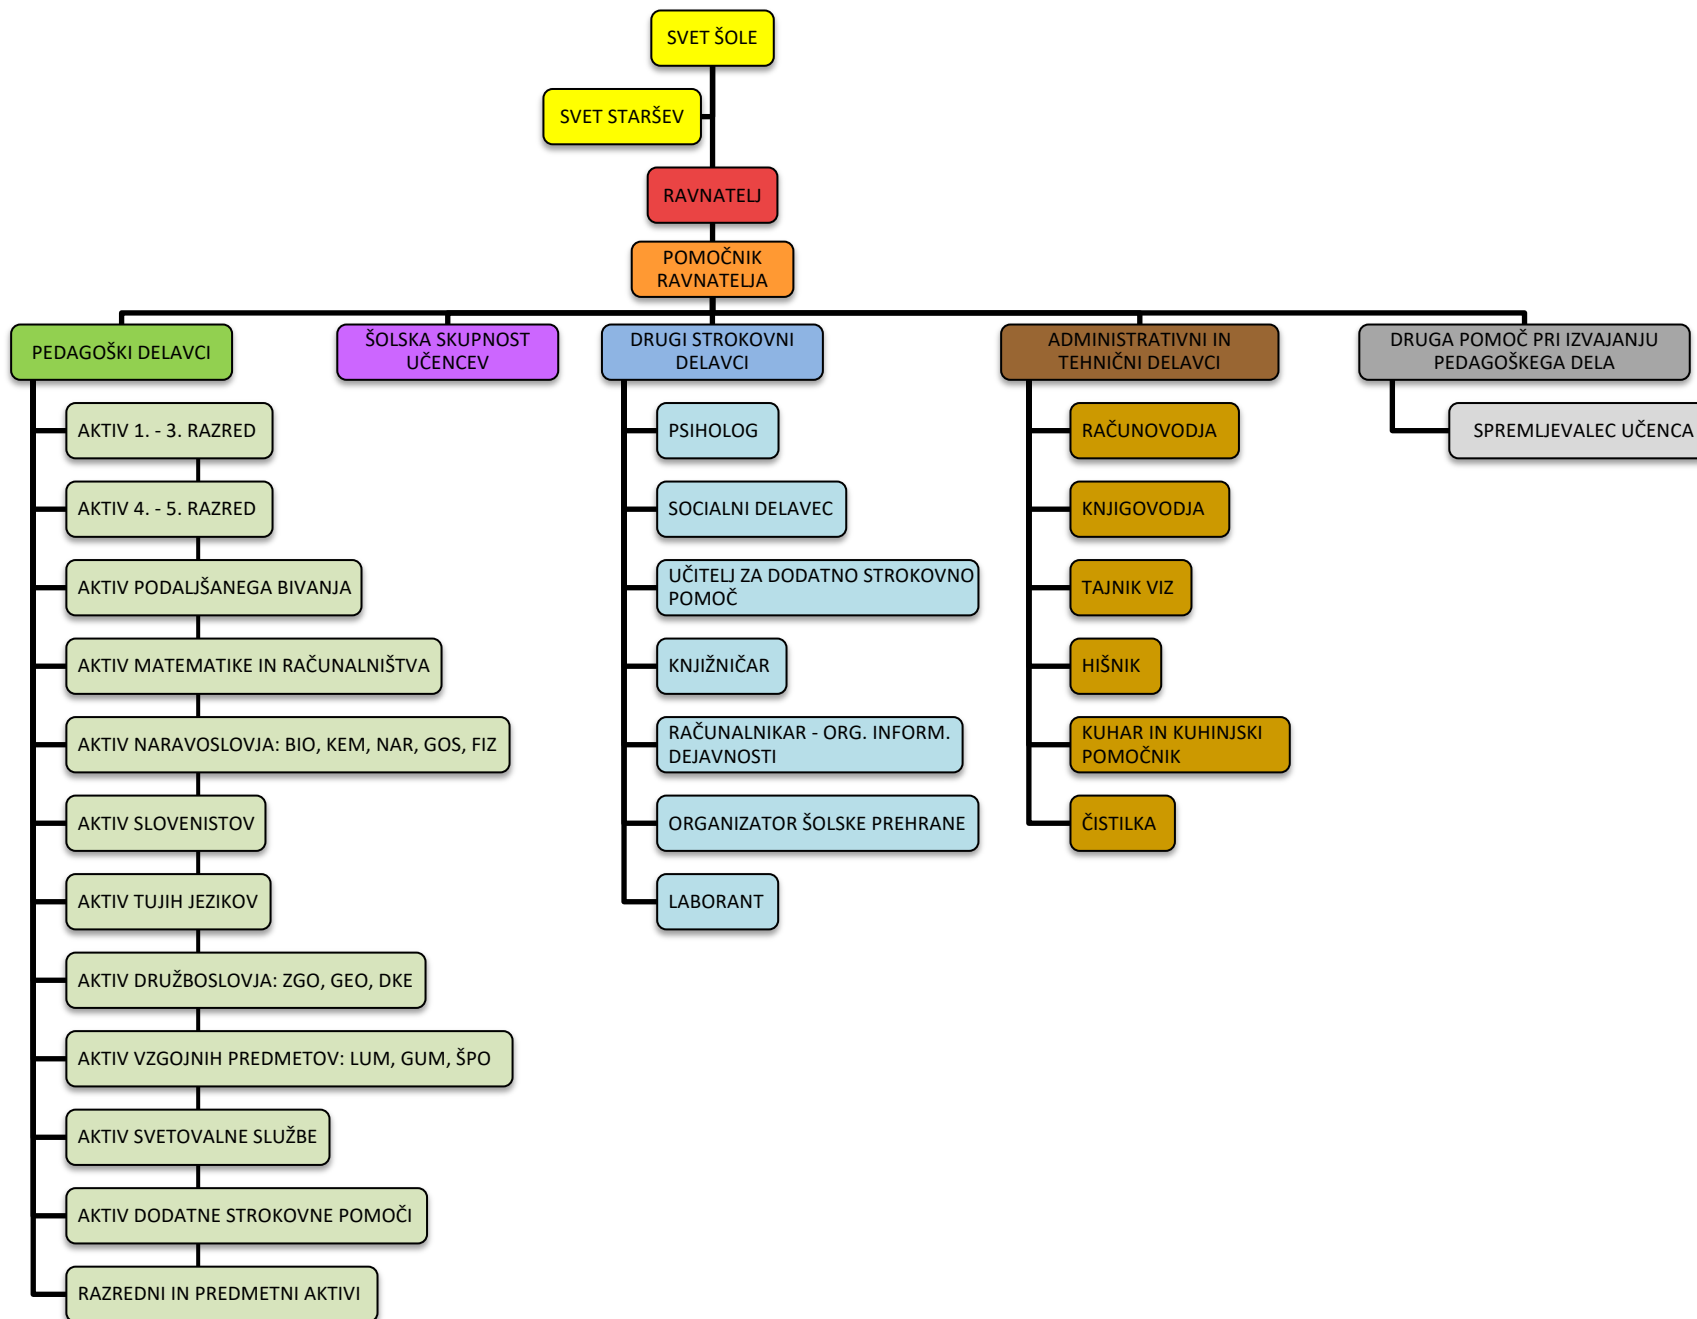 SVET ŠOLE
SVET STARŠEV
RAVNATELJ
POMOČNIK
RAVNATELJA
PEDAGOŠKI DELAVCI
ŠOLSKA SKUPNOST
UČENCEV
DRUGI STROKOVNI
DELAVCI
ADMINISTRATIVNI IN
TEHNIČNI DELAVCI
DRUGA POMOČ PRI IZVAJANJU
PEDAGOŠKEGA DELA
AKTIV 1. - 3. RAZRED
AKTIV 4. - 5. RAZRED
AKTIV PODALJŠANEGA BIVANJA
AKTIV MATEMATIKE IN RAČUNALNIŠTVA
AKTIV NARAVOSLOVJA: BIO, KEM, NAR, GOS, FIZ
AKTIV SLOVENISTOV
AKTIV TUJIH JEZIKOV
AKTIV DRUŽBOSLOVJA: ZGO, GEO, DKE
AKTIV VZGOJNIH PREDMETOV: LUM, GUM, ŠPO
AKTIV SVETOVALNE SLUŽBE
AKTIV DODATNE STROKOVNE POMOČI
RAZREDNI IN PREDMETNI AKTIVI
PSIHOLOG
SOCIALNI DELAVEC
UČITELJ ZA DODATNO STROKOVNO
POMOČ
KNJIŽNIČAR
RAČUNALNIKAR - ORG. INFORM.
DEJAVNOSTI
ORGANIZATOR ŠOLSKE PREHRANE
LABORANT
RAČUNOVODJA
KNJIGOVODJA
TAJNIK VIZ
HIŠNIK
KUHAR IN KUHINJSKI
POMOČNIK
ČISTILKA
SPREMLJEVALEC UČENCA